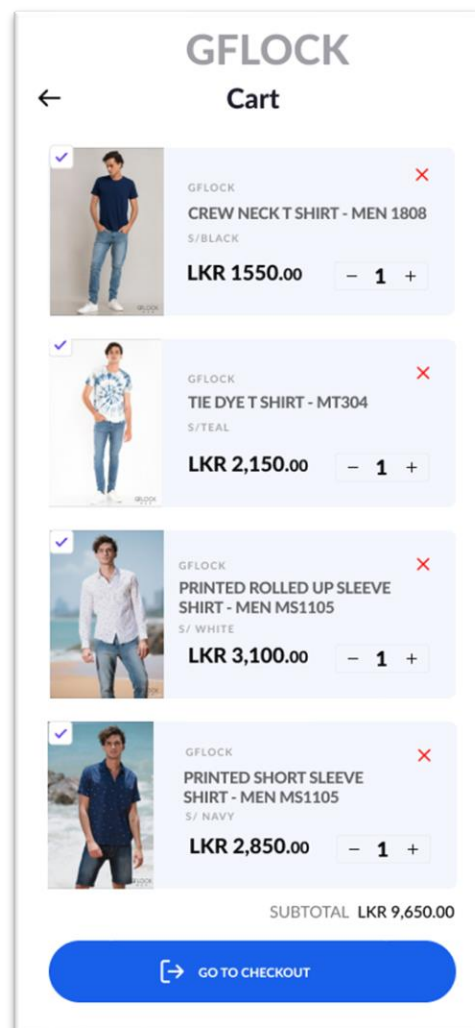 GFLOCK
Cart
GFLOCK
CREW NECK T SHIRT - MEN 1808
S/BLACK
LKR 1550.00 − 1 +
GFLOCK
GFLOCK
TIE DYE T SHIRT - MT304
S/TEAL
LKR 2,150.00 − 1 +
GFLOCK
GFLOCK
PRINTED ROLLED UP SLEEVE
SHIRT - MEN MS1105
S/ WHITE
LKR 3,100.00 − 1 +
GFLOCK
PRINTED SHORT SLEEVE
SHIRT - MEN MS1105
S/ NAVY
LKR 2,850.00 − 1 +
GFLOCK
SUBTOTAL LKR 9,650.00
GO TO CHECKOUT